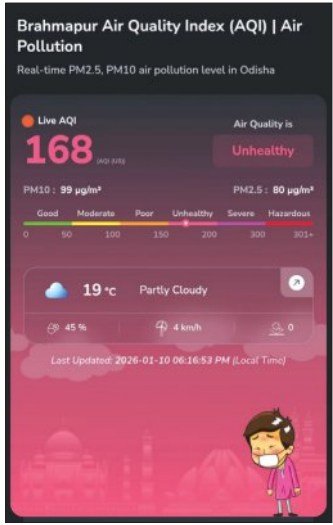 Brahmapur Air Quality Index (AQI) | Air
Pollution
Real-time PM2.5, PM10 air pollution level in Odisha
Live AQI
168 (AQI (US))
Air Quality is
Unhealthy
PM10 : 99 µg/m³
PM2.5 : 80 µg/m³
Good Moderate Poor Unhealthy Severe Hazardous
0 50 100 150 200 300 301+
19 °C Partly Cloudy
45 % 4 km/h 0
Last Updated: 2026-01-10 06:16:53 PM (Local Time)